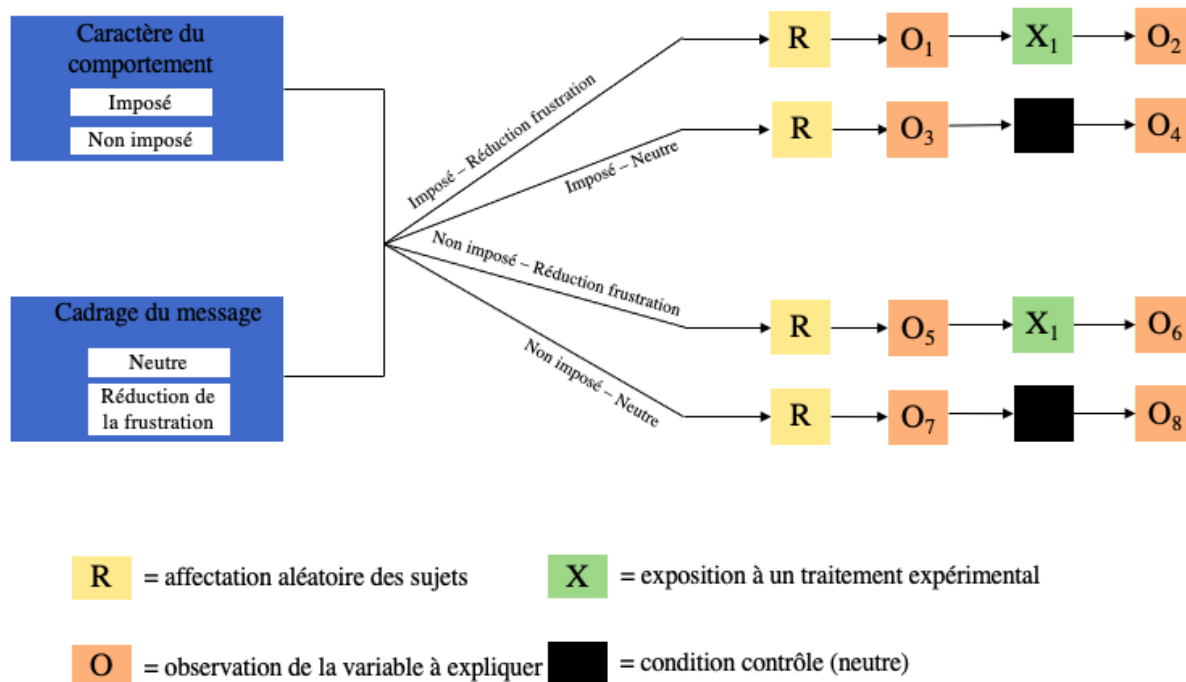 Caractère du
comportement
Imposé
Non imposé
Cadrage du message
Neutre
Réduction de
la frustration
Imposé – Réduction frustration
Imposé – Neutre
Non imposé – Réduction frustration
Non imposé – Neutre
R O₁ X₁ O₂
R O₃ O₄
R O₅ X₁ O₆
R O₇ O₈
R = affectation aléatoire des sujets
X = exposition à un traitement expérimental
O = observation de la variable à expliquer
= condition contrôle (neutre)